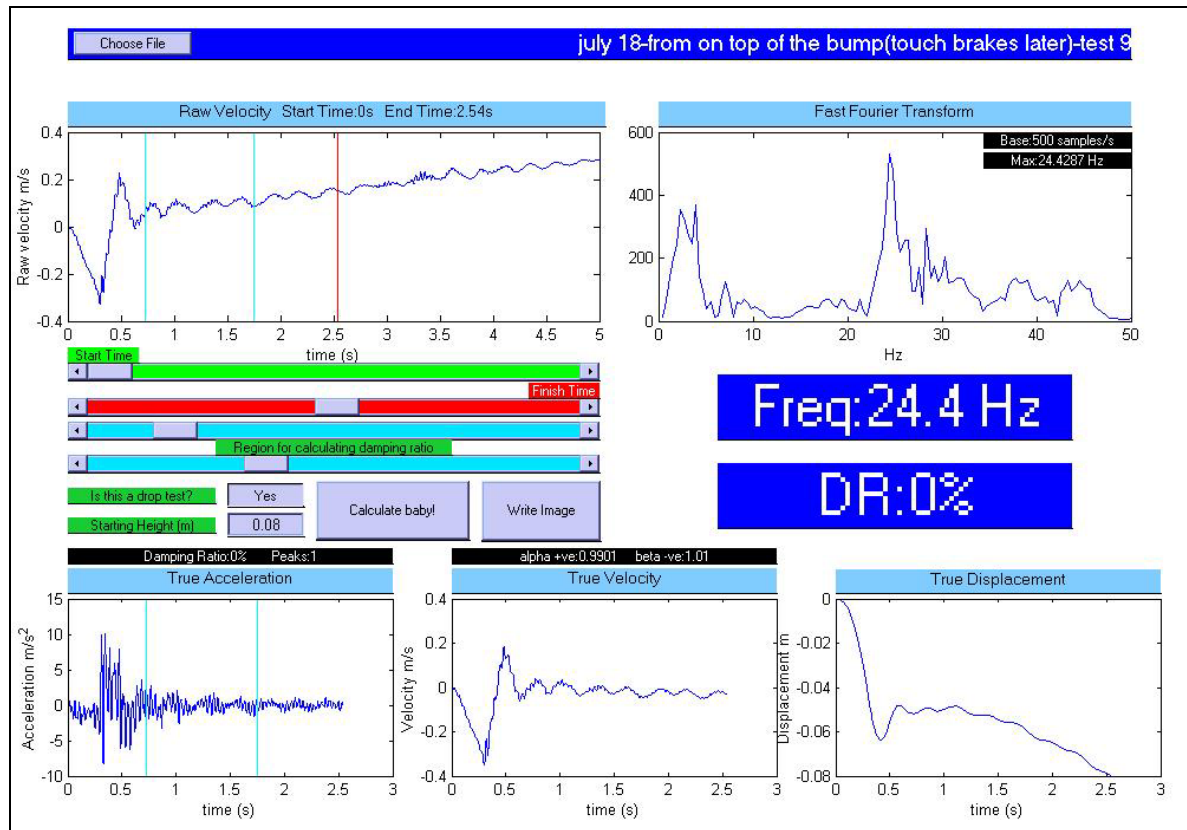 Choose File
july 18-from on top of the bump(touch brakes later)-test 9
Raw Velocity Start Time:0s End Time:2.54s
0.4
0.2
0
-0.2
-0.4
Raw velocity m/s
0 0.5 1 1.5 2 2.5 3 3.5 4 4.5 5
time (s)
Fast Fourier Transform
Base:500 samples/s
Max:24.4287 Hz
600
400
200
0
0 10 20 30 40 50
Hz
Start Time
Finish Time
Region for calculating damping ratio
Is this a drop test?
Yes
Starting Height (m)
0.08
Calculate baby!
Write Image
Freq:24.4 Hz
DR:0%
Damping Ratio:0% Peaks:1
True Acceleration
15
10
5
0
-5
-10
Acceleration m/s²
0 0.5 1 1.5 2 2.5 3
time (s)
alpha +ve:0.9901 beta -ve:1.01
True Velocity
0.4
0.2
0
-0.2
-0.4
Velocity m/s
0 0.5 1 1.5 2 2.5 3
time (s)
True Displacement
0
-0.02
-0.04
-0.06
-0.08
Displacement m
0 0.5 1 1.5 2 2.5 3
time (s)